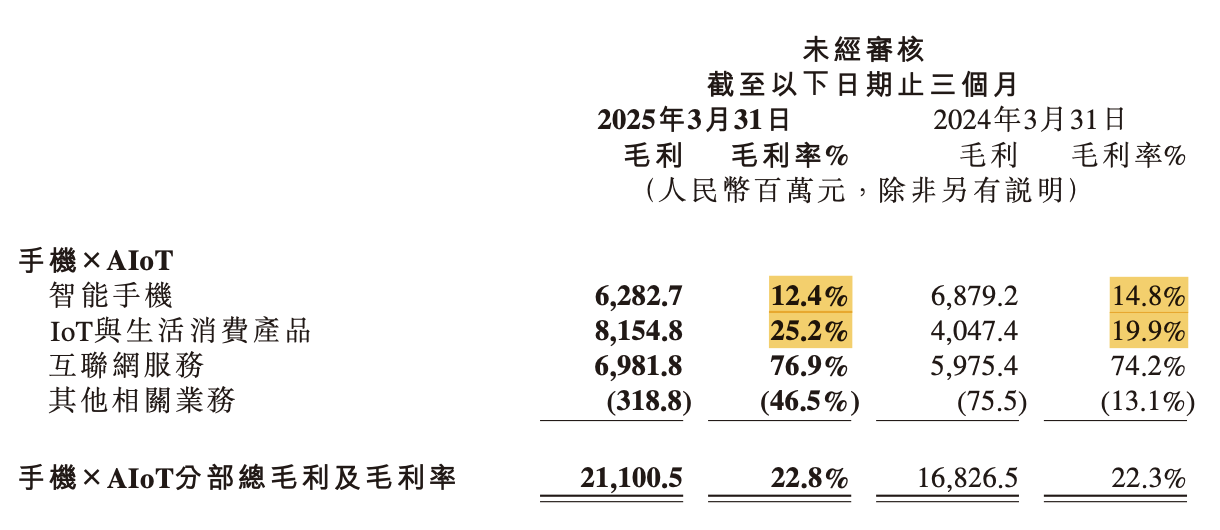 未經審核
截至以下日期止三個月
2025年3月31日 2024年3月31日
毛利 毛利率% 毛利 毛利率%
(人民幣百萬元，除非另有説明)
手機×AIoT
智能手機 6,282.7 12.4% 6,879.2 14.8%
IoT與生活消費產品 8,154.8 25.2% 4,047.4 19.9%
互聯網服務 6,981.8 76.9% 5,975.4 74.2%
其他相關業務 (318.8) (46.5%) (75.5) (13.1%)
手機×AIoT分部總毛利及毛利率 21,100.5 22.8% 16,826.5 22.3%